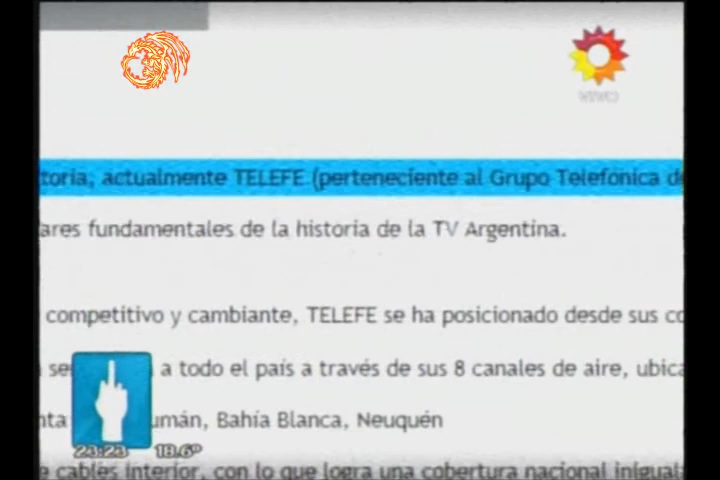 VIVO
toria, actualmente TELEFE (perteneciente al Grupo Telefónica de
ares fundamentales de la historia de la TV Argentina.
competitivo y cambiante, TELEFE se ha posicionado desde sus co
se a todo el país a través de sus 8 canales de aire, ubica
nta umán, Bahía Blanca, Neuquén
23:23 18.6°
e cables interior, con lo que logra una cobertura nacional inigual